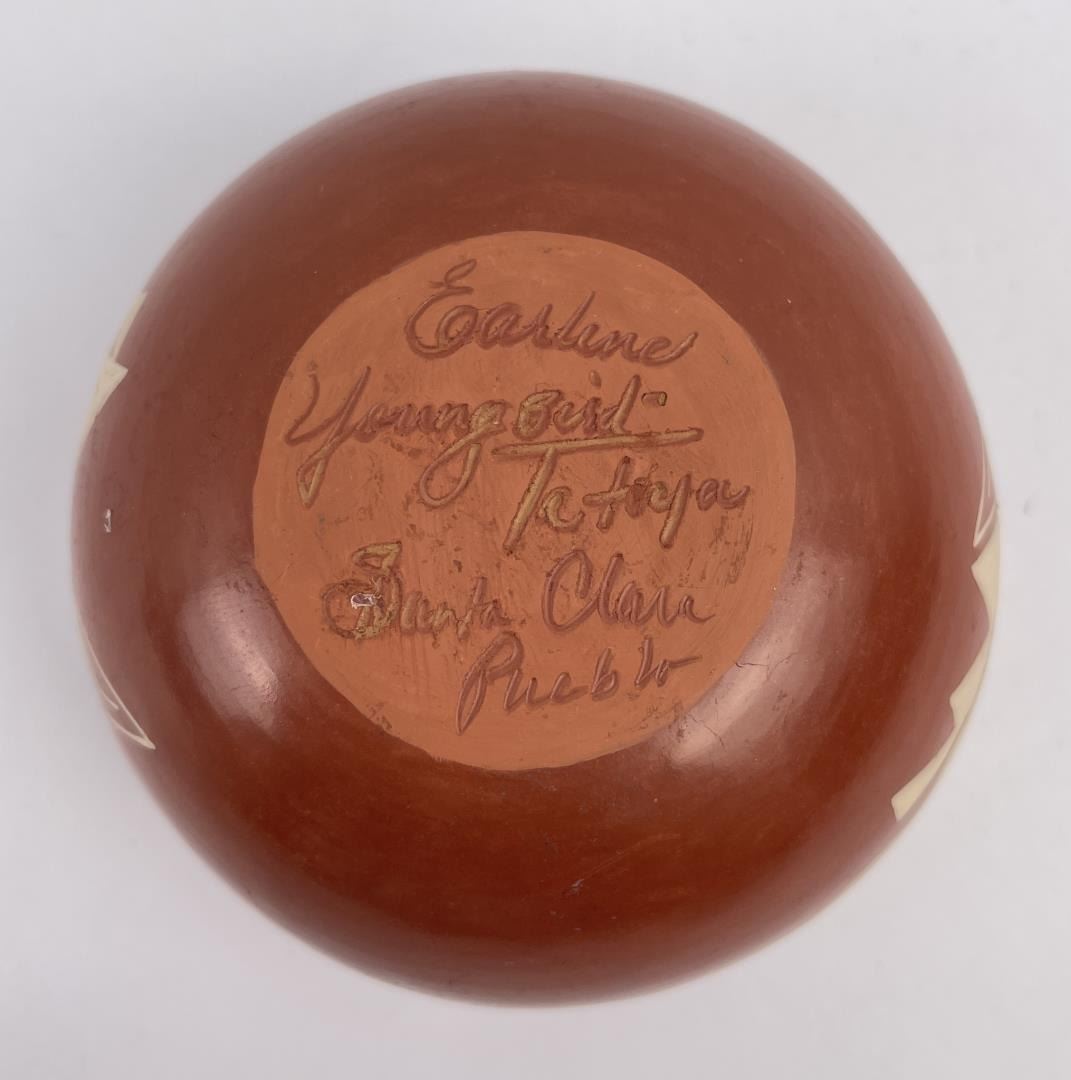 Earline
Youngbird-
Tafoya
Santa Clara
Pueblo